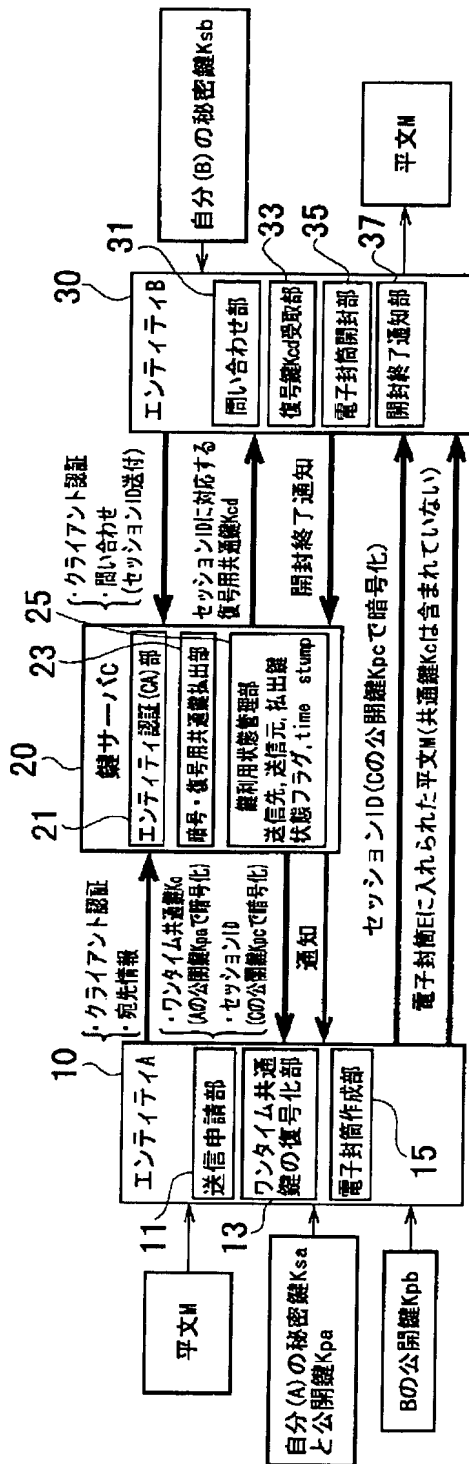 平文M
自分(A)の秘密鍵Ksa
と公開鍵Kpa
Bの公開鍵Kpb
10
エンティティA
11
送信申請部
13
ワンタイム共通
鍵の復号化部
電子封筒作成部
15
・クライアント認証
・宛先情報
・ワンタイム共通鍵Kc
(Aの公開鍵Kpaで暗号化)
・セッションID
(Cの公開鍵Kpcで暗号化)
通知
20
鍵サーバC
21
エンティティ認証(CA)部
23
暗号・復号用共通鍵払出部
25
鍵利用状態管理部
送信先,送信元,払出鍵
状態フラグ,time stump
・クライアント認証
・問い合わせ
(セッションID送付)
セッションIDに対応する
復号用共通鍵Kcd
開封終了通知
セッションID(Cの公開鍵Kpcで暗号化)
電子封筒EIに入れられた平文M(共通鍵Kcは含まれていない)
30
エンティティB
31
問い合わせ部
33
復号鍵Kcd受取部
35
電子封筒開封部
37
開封終了通知部
自分(B)の秘密鍵Ksb
平文M